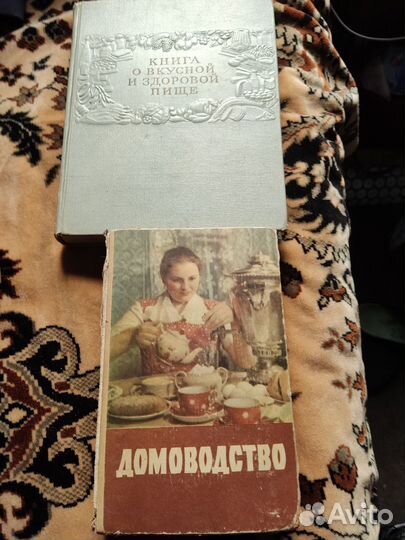 КНИГА
О ВКУСНОЙ
И ЗДОРОВОЙ
ПИЩЕ
ДОМОВОДСТВО
Avito